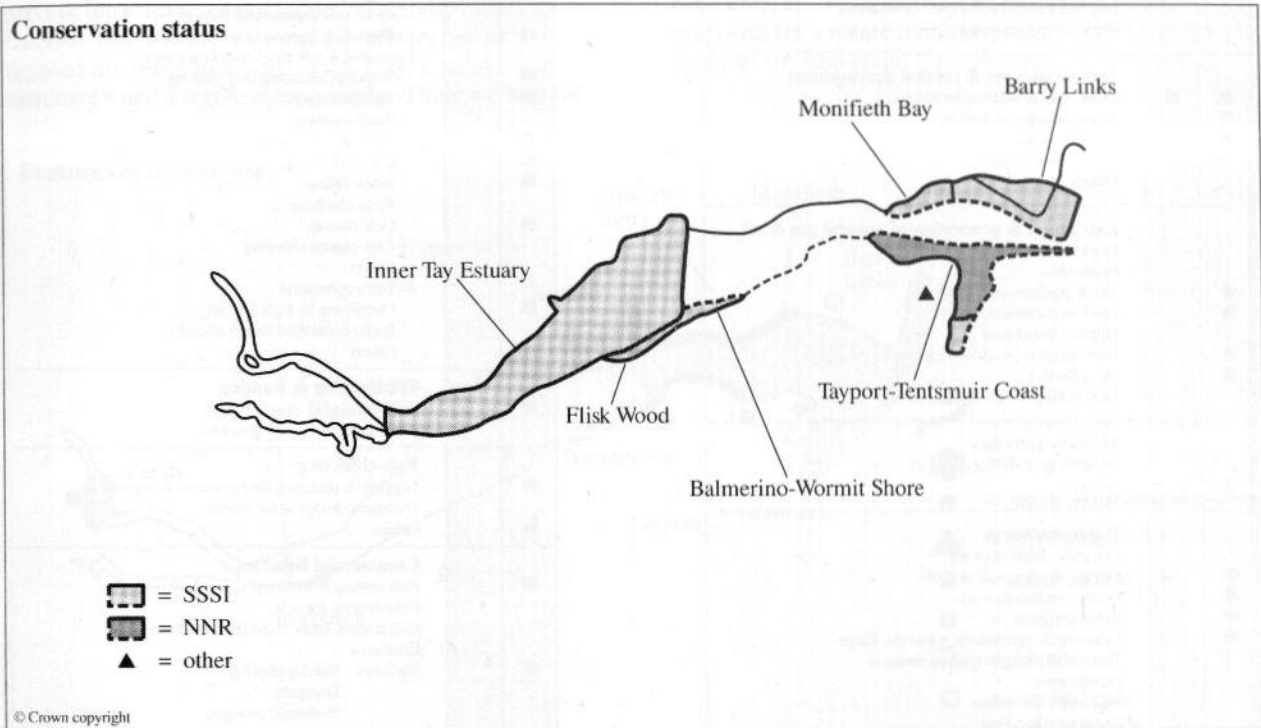 Conservation status
Barry Links
Monifieth Bay
Inner Tay Estuary
Tayport-Tentsmuir Coast
Flisk Wood
Balmerino-Wormit Shore
= SSSI
= NNR
▲ = other
© Crown copyright